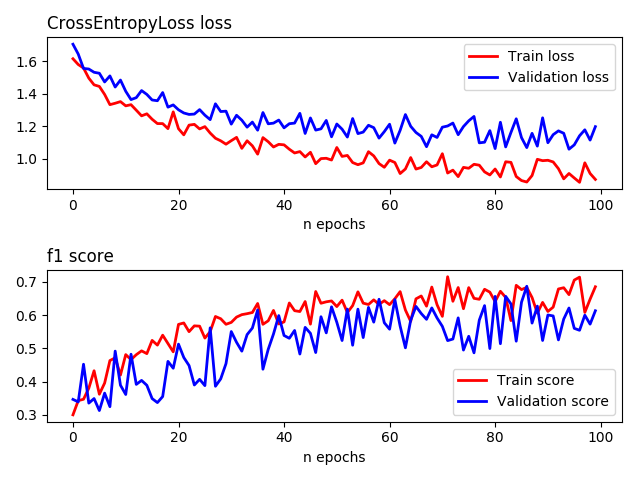 CrossEntropyLoss loss
1.6
1.4
1.2
1.0
Train loss
Validation loss
0 20 40 60 80 100
n epochs
f1 score
0.7
0.6
0.5
0.4
0.3
Train score
Validation score
0 20 40 60 80 100
n epochs